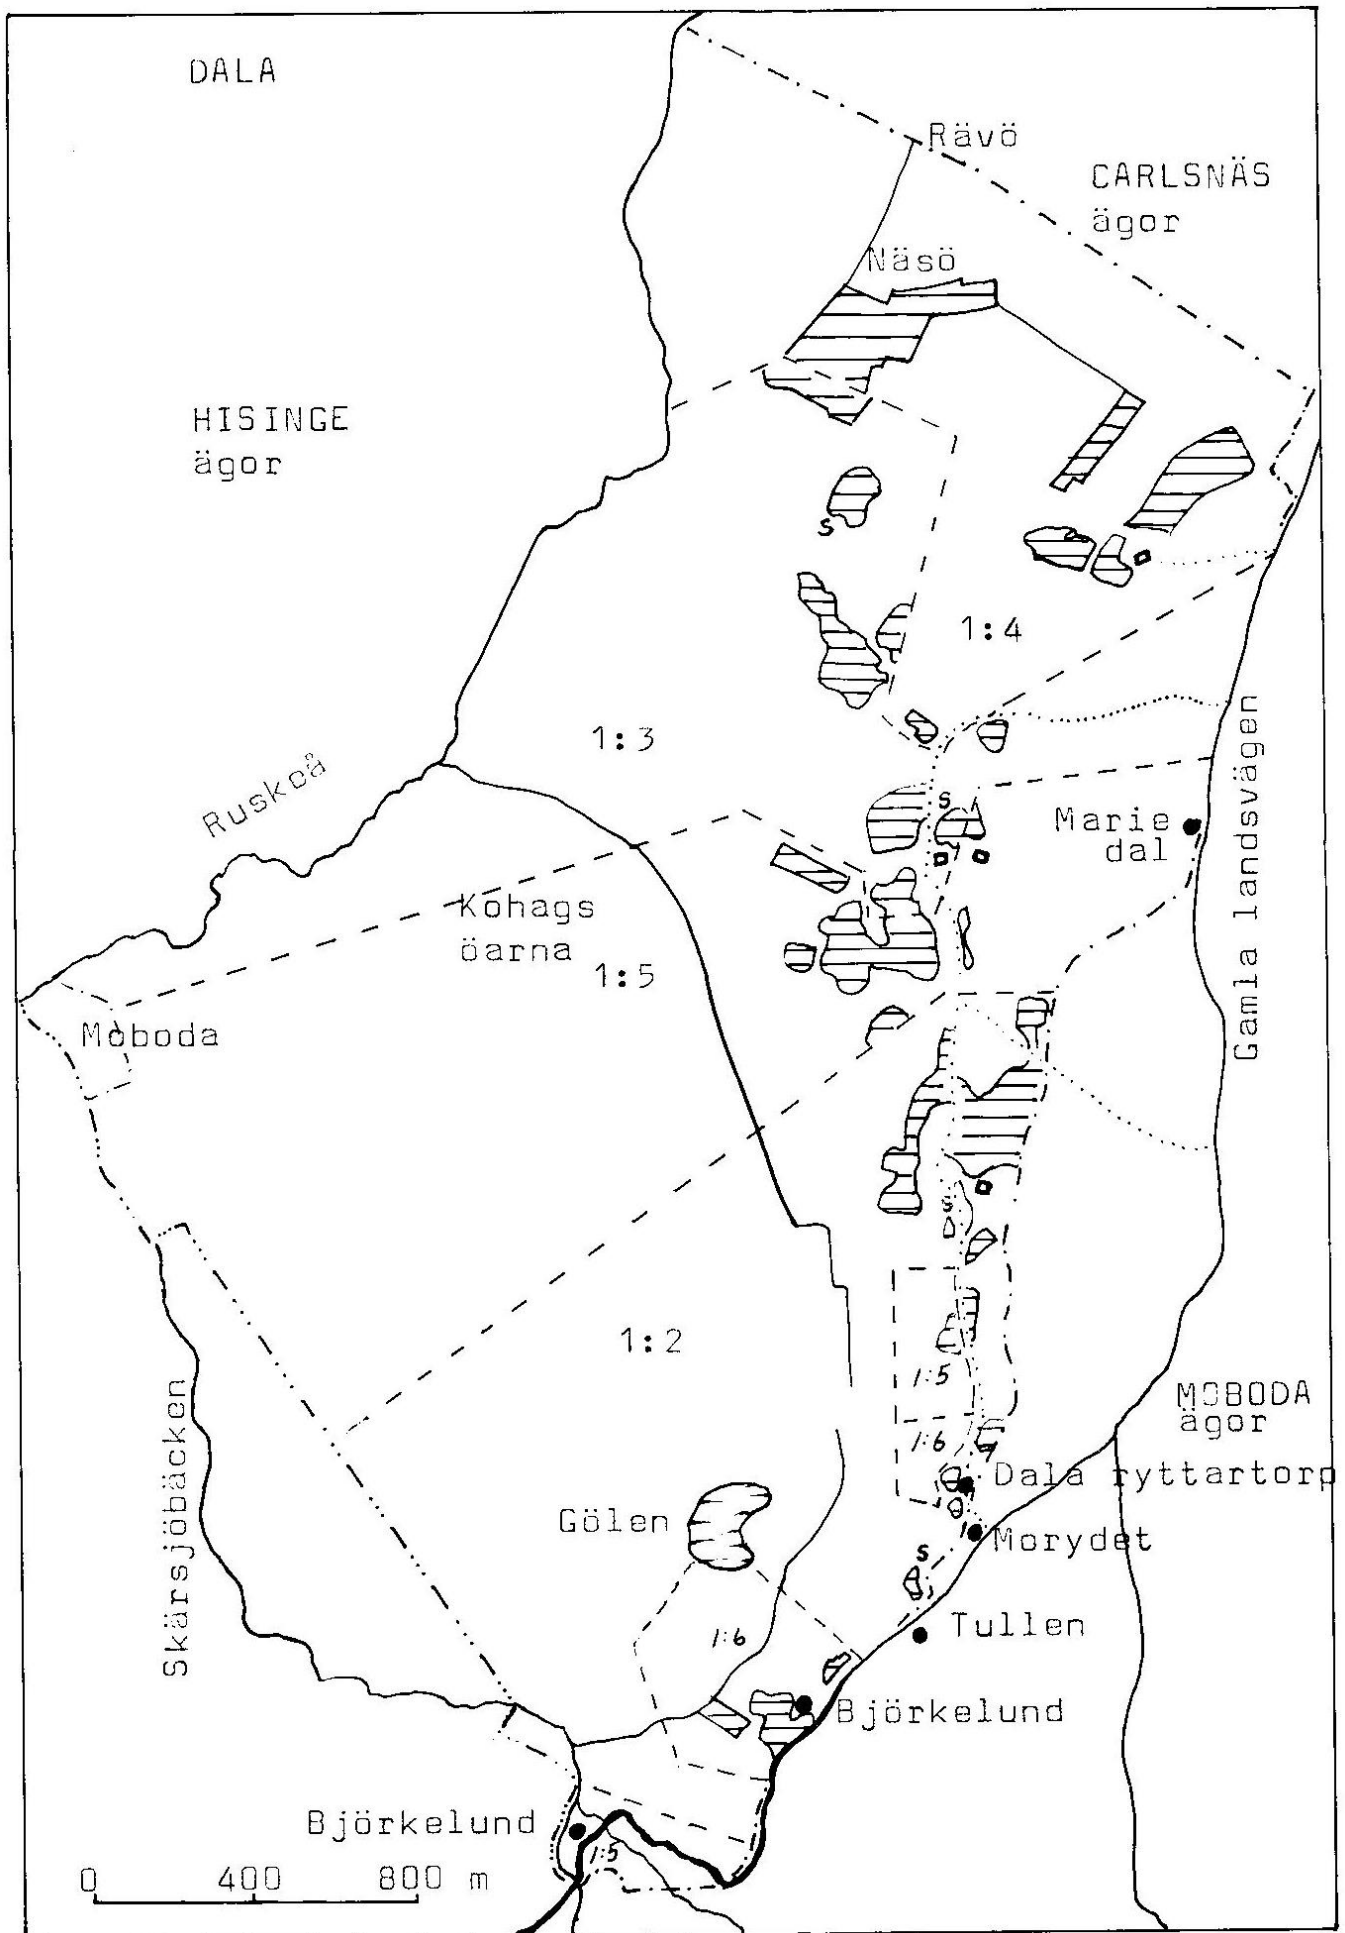 DALA
Rävö
CARLSNÄS
ägor
Näsö
HISINGE
ägor
s
1:4
1:3
Ruskoå
Gamla landsvägen
s
Marie
dal
Kohags
öarna
1:5
Moboda
s
1:2
1:5
MOBODA
ägor
1:6
Dala ryttartorp
Skärsjöbäcken
Gölen
Morydet
s
Tullen
1:6
Björkelund
Björkelund
1:5
0 400 800 m